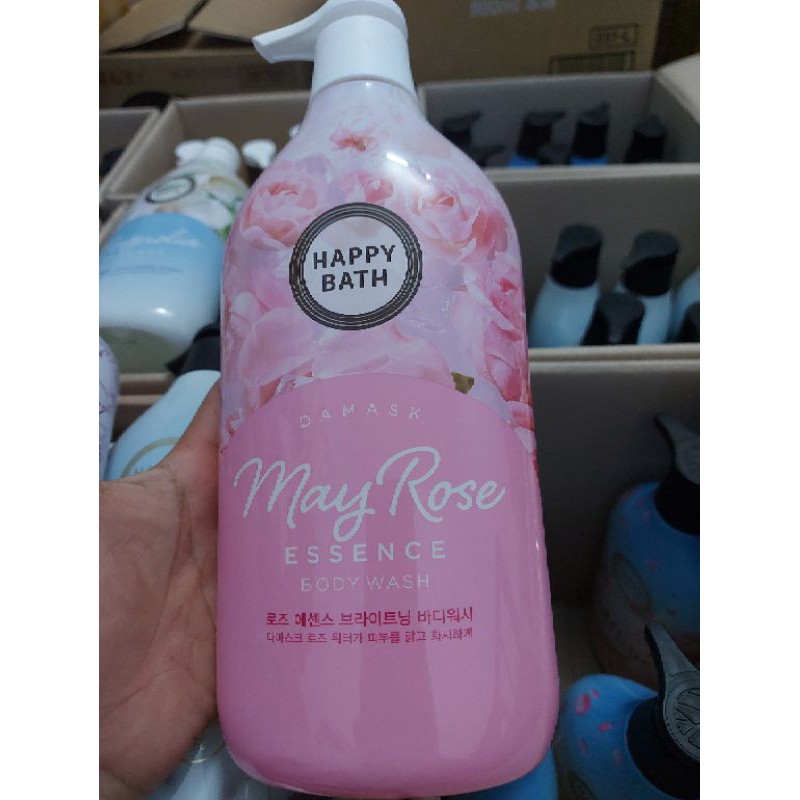 HAPPY
BATH
DAMASK
May Rose
ESSENCE
BODY WASH
로즈 에센스 브라이트닝 바디워시
다마스크 로즈 워터가 피부를 맑고 화사하게